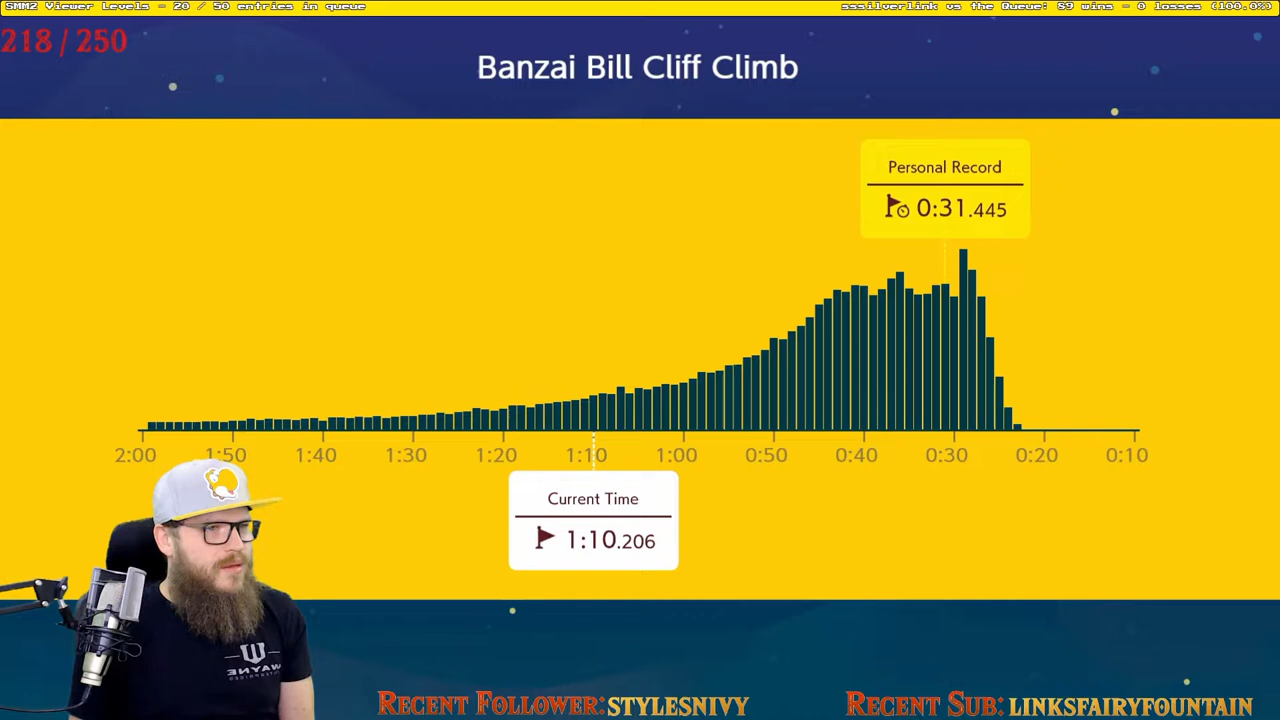 SMM2 Viewer Levels - 20 / 50 entries in queue
sssilverlink vs the Queue: 59 wins - 0 losses (100.0%)
218 / 250
Banzai Bill Cliff Climb
Personal Record
0:31.445
2:00 1:50 1:40 1:30 1:20 1:10 1:00 0:50 0:40 0:30 0:20 0:10
Current Time
1:10.206
WAYNE
Recent Follower: STYLESNIVY
Recent Sub: LINKSFAIRYFOUNTAIN